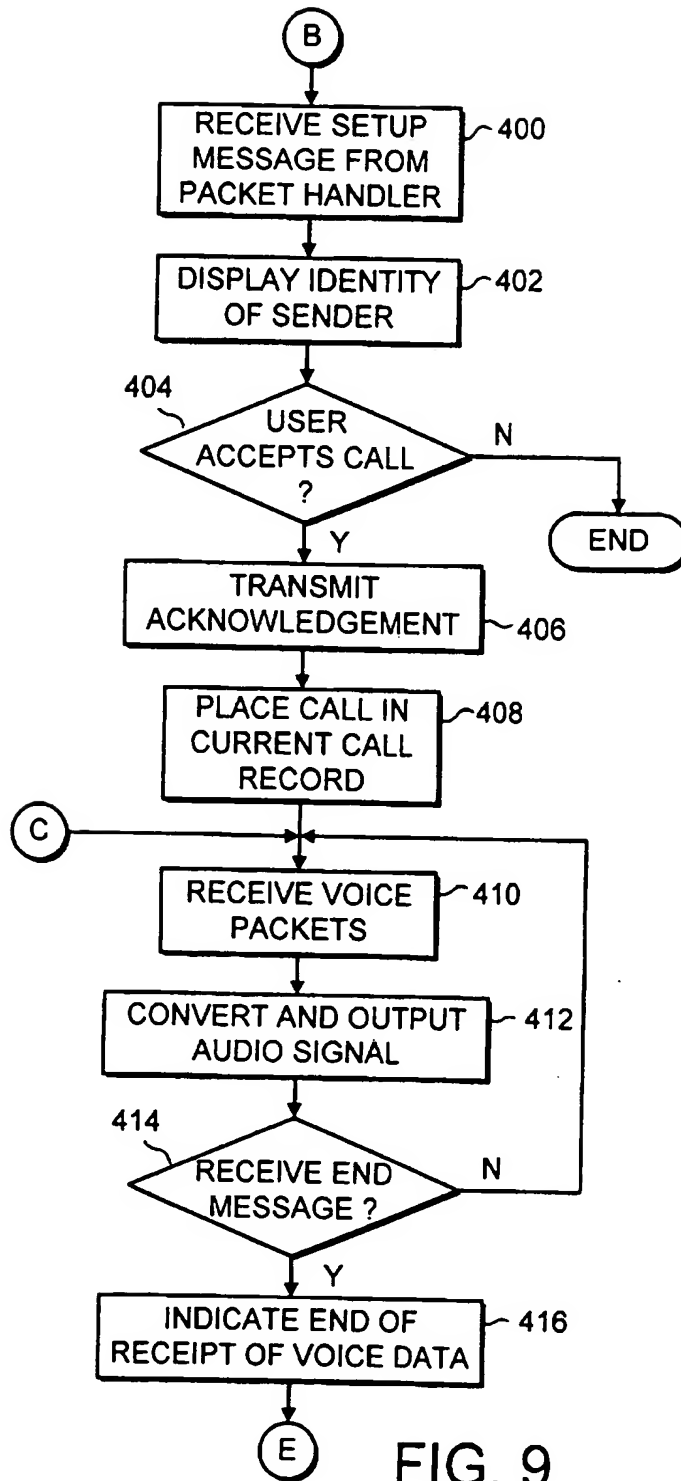 B
RECEIVE SETUP
MESSAGE FROM
PACKET HANDLER
400
DISPLAY IDENTITY
OF SENDER
402
404
USER
ACCEPTS CALL
?
N
END
Y
TRANSMIT
ACKNOWLEDGEMENT
406
PLACE CALL IN
CURRENT CALL
RECORD
408
C
RECEIVE VOICE
PACKETS
410
CONVERT AND OUTPUT
AUDIO SIGNAL
412
414
RECEIVE END
MESSAGE ?
N
Y
INDICATE END OF
RECEIPT OF VOICE DATA
416
E
FIG. 9